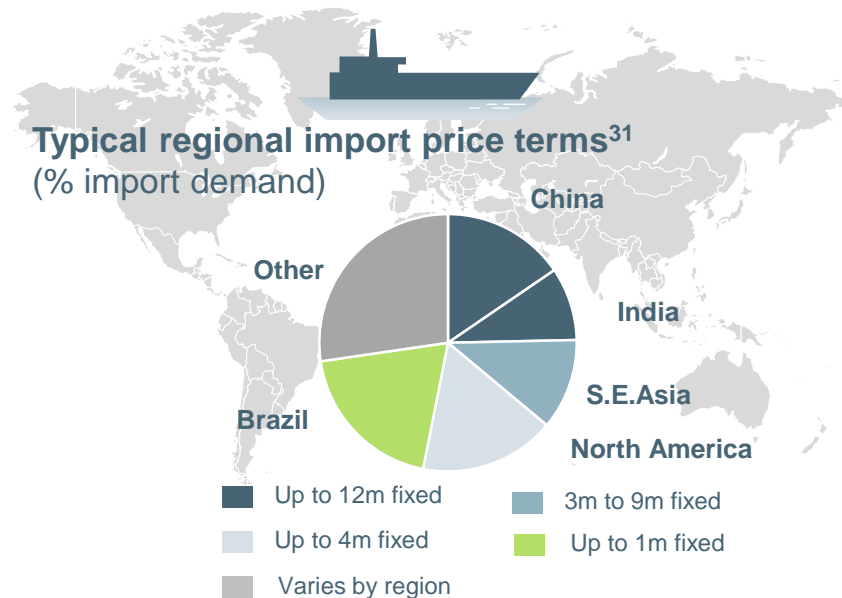 Typical regional import price terms31
(% import demand)
China
Other
India
S.E.Asia
Brazil
North America
Up to 12m fixed
3m to 9m fixed
Up to 4m fixed
Up to 1m fixed
Varies by region